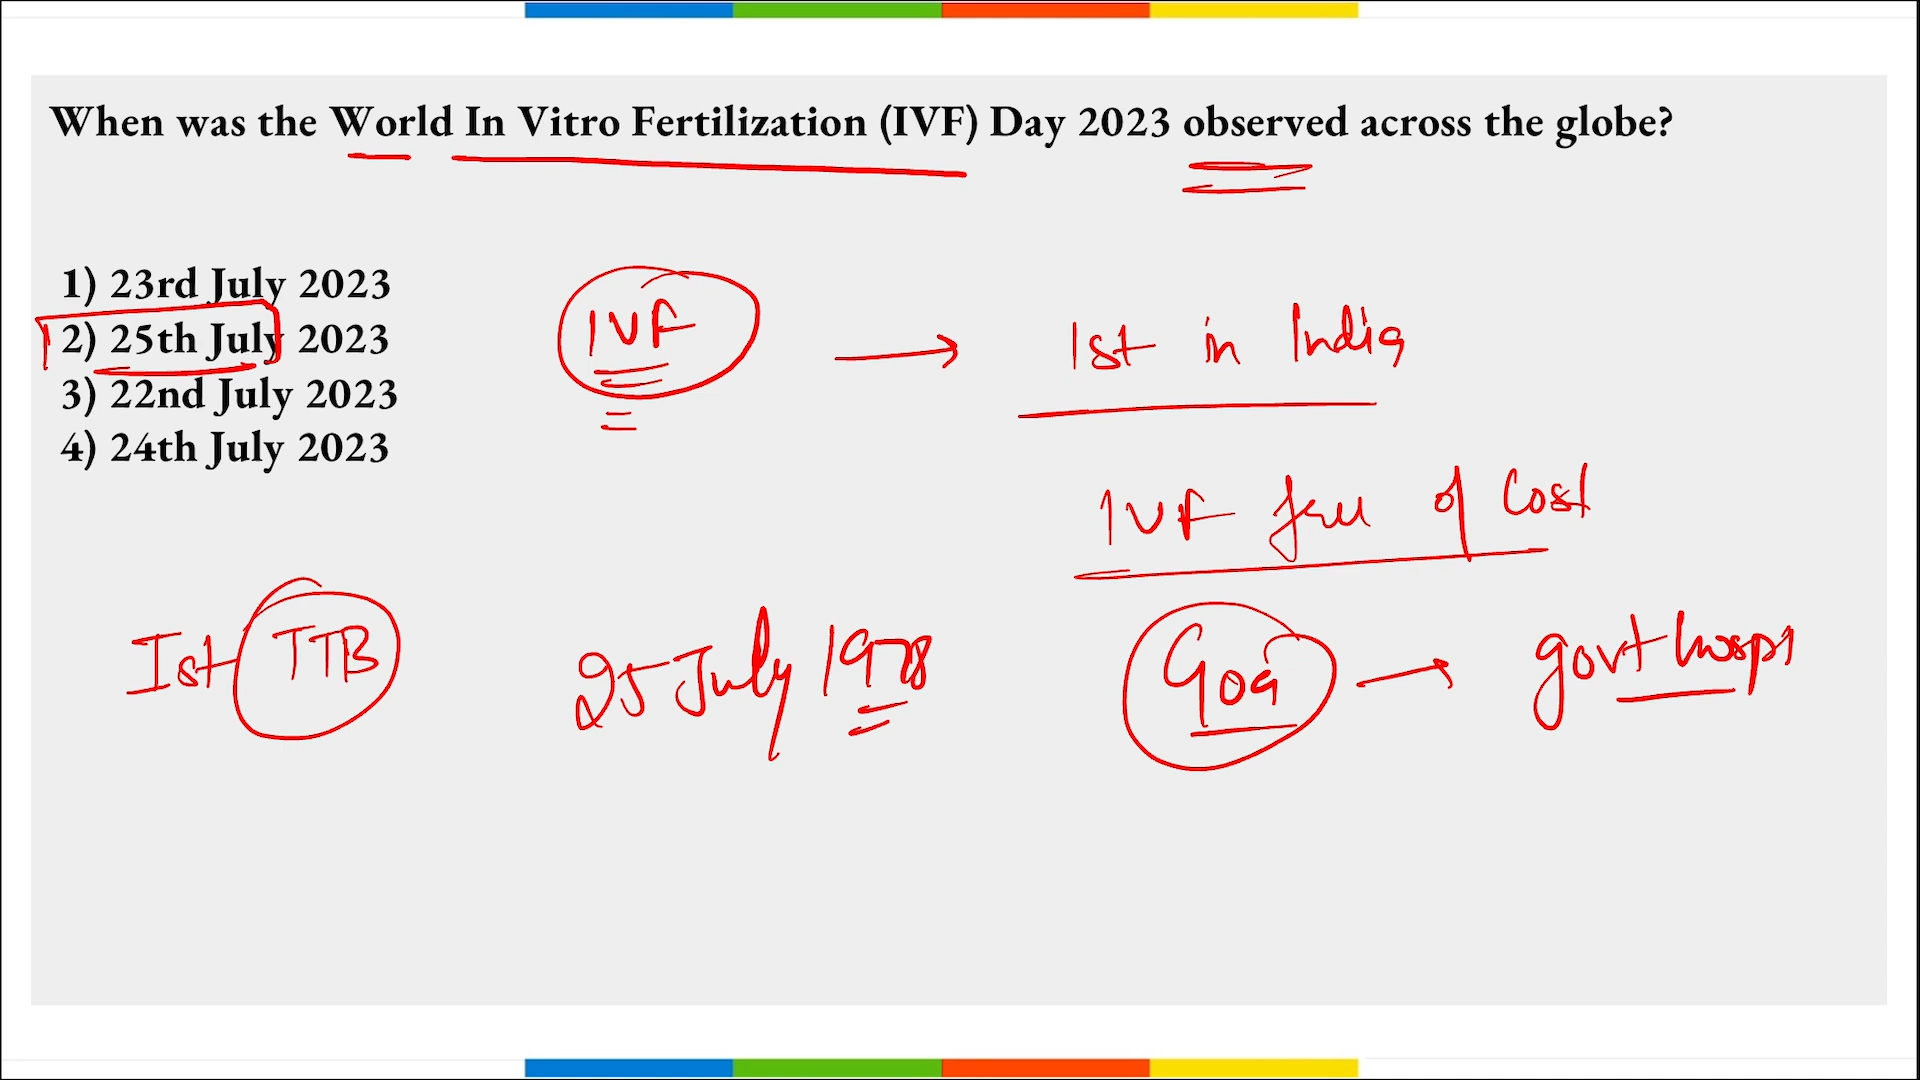 When was the World In Vitro Fertilization (IVF) Day 2023 observed across the globe?
1) 23rd July 2023
2) 25th July 2023
3) 22nd July 2023
4) 24th July 2023
IVF → 1st in India
IVF free of cost
Ist TTB 25 July 1978
Goa → govt hospi